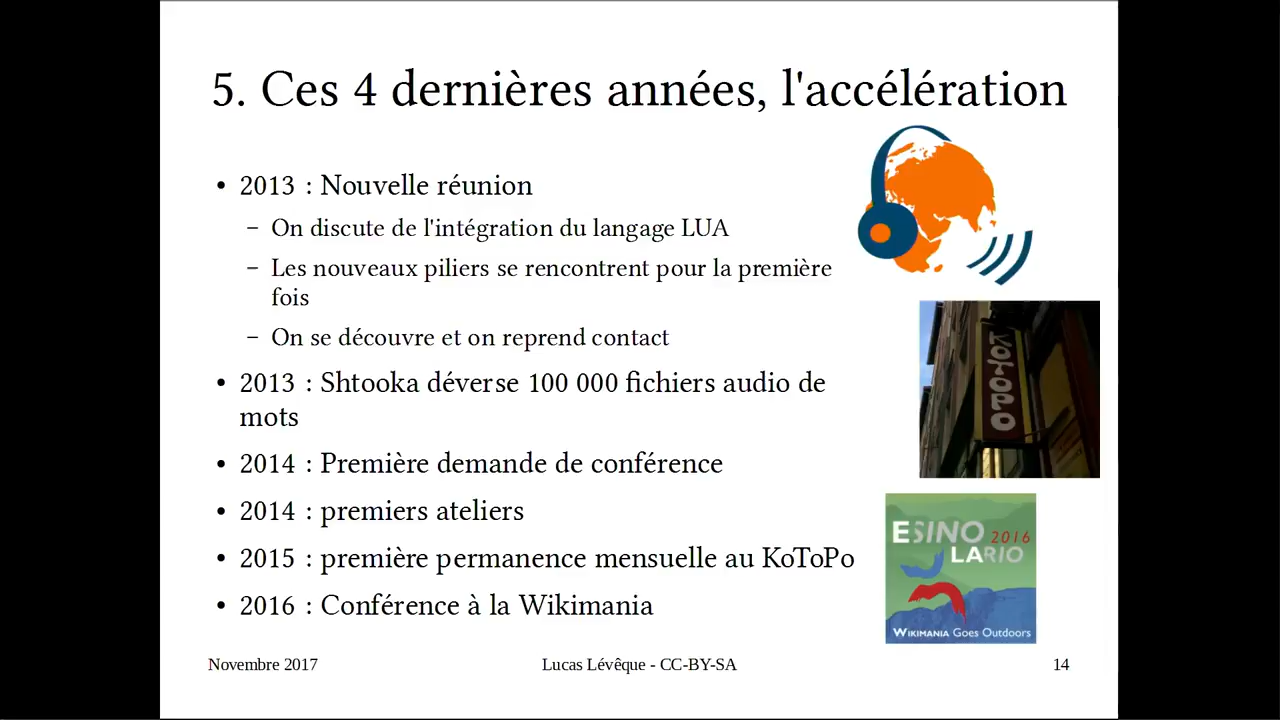 5. Ces 4 dernières années, l'accélération
• 2013 : Nouvelle réunion
– On discute de l'intégration du langage LUA
– Les nouveaux piliers se rencontrent pour la première
fois
– On se découvre et on reprend contact
• 2013 : Shtooka déverse 100 000 fichiers audio de
mots
• 2014 : Première demande de conférence
• 2014 : premiers ateliers
• 2015 : première permanence mensuelle au KoToPo
• 2016 : Conférence à la Wikimania
KOTOPO
ESINO 2016
LARIO
WIKIMANIA Goes Outdoors
Novembre 2017
Lucas Lévêque - CC-BY-SA
14